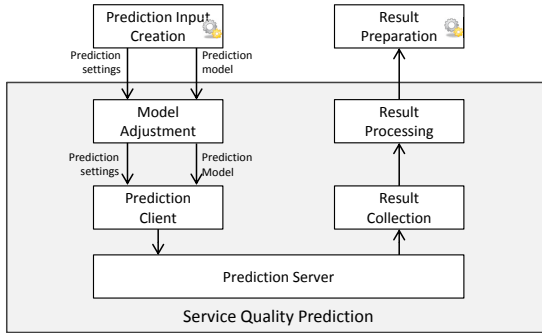 Prediction Input
Creation
Result
Preparation
Prediction
settings
Prediction
model
Model
Adjustment
Result
Processing
Prediction
settings
Prediction
Model
Prediction
Client
Result
Collection
Prediction Server
Service Quality Prediction